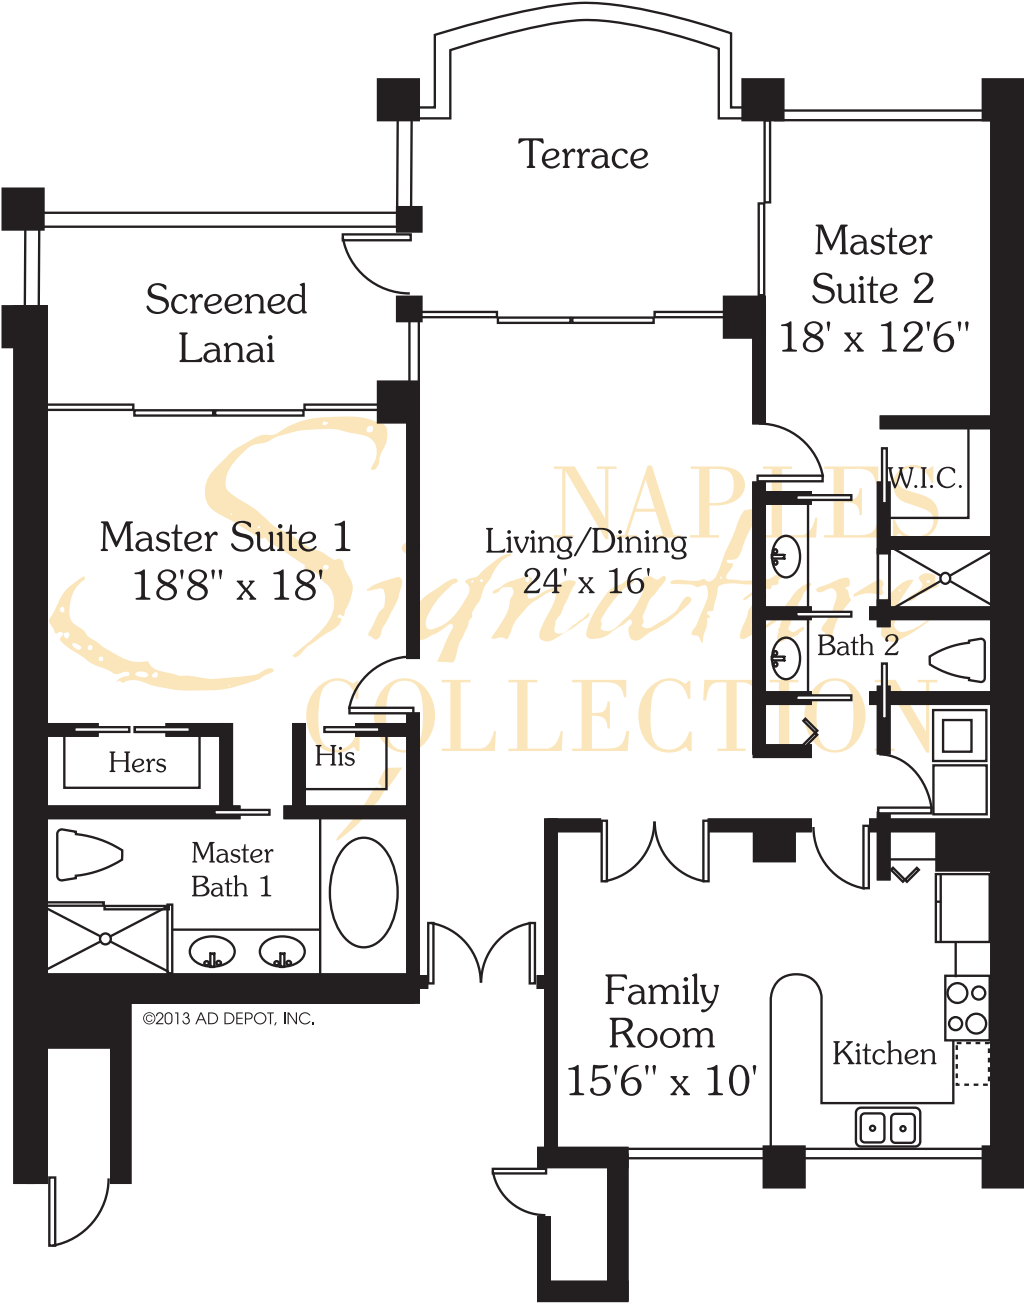 Terrace
Master
Suite 2
18' x 12'6"
Screened
Lanai
NAPLES
Signature
COLLECTION
W.I.C.
Master Suite 1
18'8" x 18'
Living/Dining
24' x 16'
Bath 2
Hers
His
Master
Bath 1
Family
Room
15'6" x 10'
Kitchen
©2013 AD DEPOT, INC.